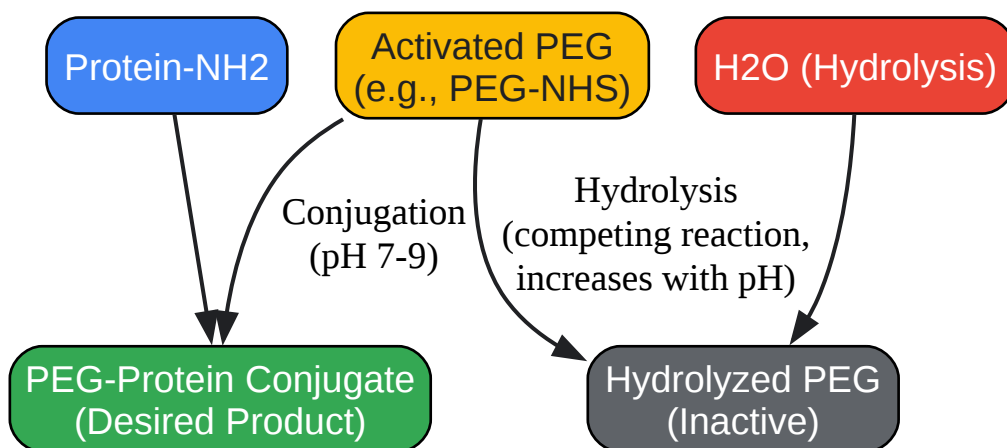 Protein-NH2
Activated PEG
(e.g., PEG-NHS)
H2O (Hydrolysis)
Conjugation
(pH 7-9)
Hydrolysis
(competing reaction,
increases with pH)
PEG-Protein Conjugate
(Desired Product)
Hydrolyzed PEG
(Inactive)